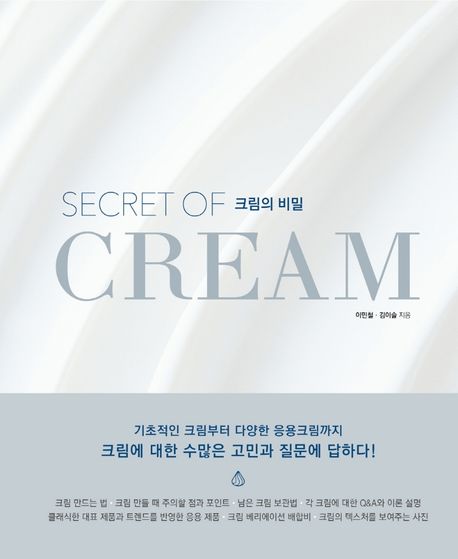 SECRET OF 크림의 비밀
CREAM
이민철 · 김이슬 지음
기초적인 크림부터 다양한 응용크림까지
크림에 대한 수많은 고민과 질문에 답하다!
크림 만드는 법 · 크림 만들 때 주의할 점과 포인트 · 남은 크림 보관법 · 각 크림에 대한 Q&A와 이론 설명
클래식한 대표 제품과 트렌드를 반영한 응용 제품 · 크림 베리에이션 배합비 · 크림의 텍스처를 보여주는 사진